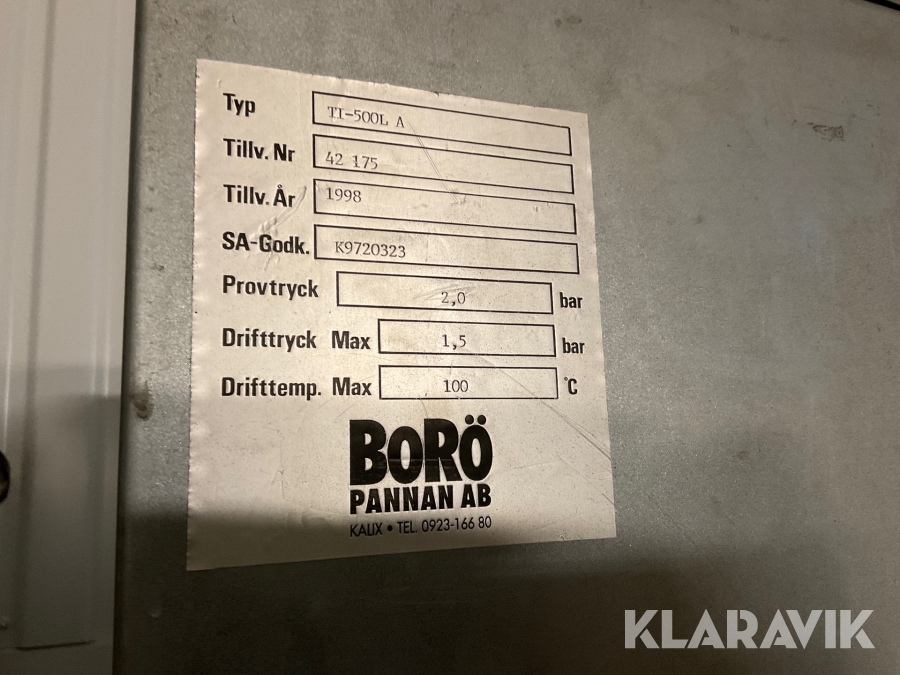 Typ TI-500L A
Tillv. Nr 42 175
Tillv. År 1998
SA-Godk. K9720323
Provtryck 2,0 bar
Drifttryck Max 1,5 bar
Drifttemp. Max 100 °C
BORÖ
PANNAN AB
KALIX • TEL. 0923-166 80
KLARAVIK